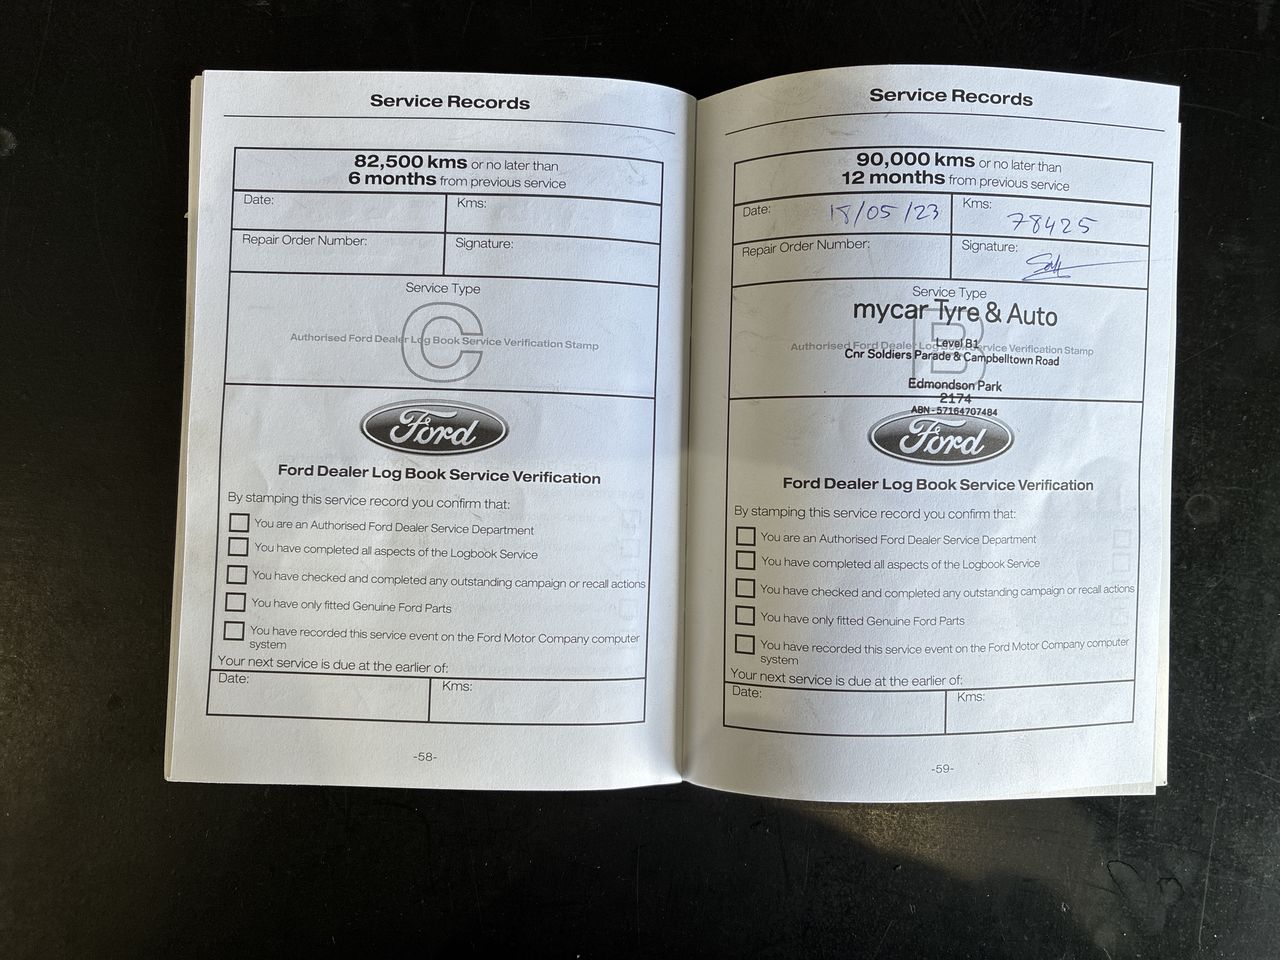 Service Records
82,500 kms or no later than
6 months from previous service
Date:
Kms:
Repair Order Number:
Signature:
Service Type
C
Authorised Ford Dealer Log Book Service Verification Stamp
Ford
Ford Dealer Log Book Service Verification
By stamping this service record you confirm that:
You are an Authorised Ford Dealer Service Department
You have completed all aspects of the Logbook Service
You have checked and completed any outstanding campaign or recall actions
You have only fitted Genuine Ford Parts
You have recorded this service event on the Ford Motor Company computer
system
Your next service is due at the earlier of:
Date:
Kms:
-58-
Service Records
90,000 kms or no later than
12 months from previous service
Date: 18/05/23
Kms: 78425
Repair Order Number:
Signature:
Service Type
mycar Tyre & Auto
B
Level B1
Authorised Ford Dealer Log Book Service Verification Stamp
Cnr Soldiers Parade & Campbelltown Road
Edmondson Park
2174
ABN - 57164707484
Ford
Ford Dealer Log Book Service Verification
By stamping this service record you confirm that:
You are an Authorised Ford Dealer Service Department
You have completed all aspects of the Logbook Service
You have checked and completed any outstanding campaign or recall actions
You have only fitted Genuine Ford Parts
You have recorded this service event on the Ford Motor Company computer
system
Your next service is due at the earlier of:
Date:
Kms:
-59-